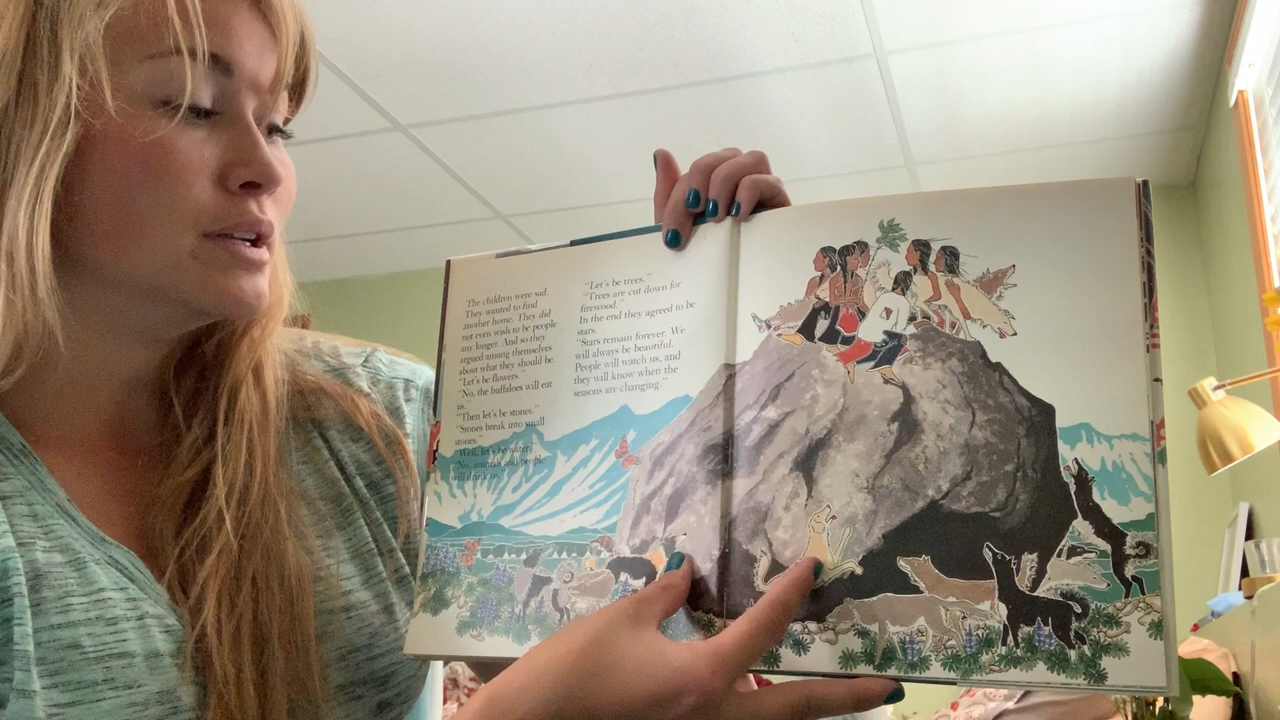 The children were sad.
They wanted to find
another home. They did
not even wish to be people
any longer. And so they
argued among themselves
about what they should be.
"Let's be flowers."
"No, the buffaloes will eat
us."
"Then let's be stones."
"Stones break into small
stones."
"Well, let's be water."
"No, animals and people
will drink us."
"Let's be trees."
"Trees are cut down for
firewood."
In the end they agreed to be
stars.
"Stars remain forever. We
will always be beautiful.
People will watch us, and
they will know when the
seasons are changing."